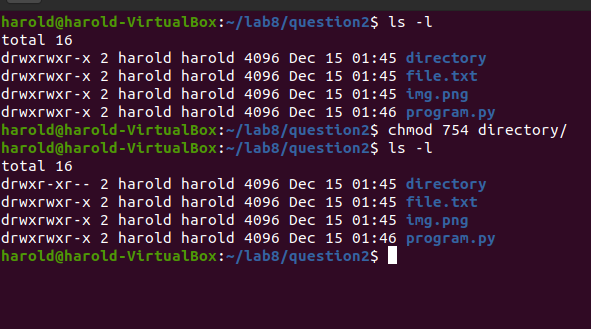 harold@harold-VirtualBox:~/lab8/question2$ ls -l
total 16
drwxrwxr-x 2 harold harold 4096 Dec 15 01:45 directory
drwxrwxr-x 2 harold harold 4096 Dec 15 01:45 file.txt
drwxrwxr-x 2 harold harold 4096 Dec 15 01:45 img.png
drwxrwxr-x 2 harold harold 4096 Dec 15 01:46 program.py
harold@harold-VirtualBox:~/lab8/question2$ chmod 754 directory/
harold@harold-VirtualBox:~/lab8/question2$ ls -l
total 16
drwxr-xr-- 2 harold harold 4096 Dec 15 01:45 directory
drwxrwxr-x 2 harold harold 4096 Dec 15 01:45 file.txt
drwxrwxr-x 2 harold harold 4096 Dec 15 01:45 img.png
drwxrwxr-x 2 harold harold 4096 Dec 15 01:46 program.py
harold@harold-VirtualBox:~/lab8/question2$